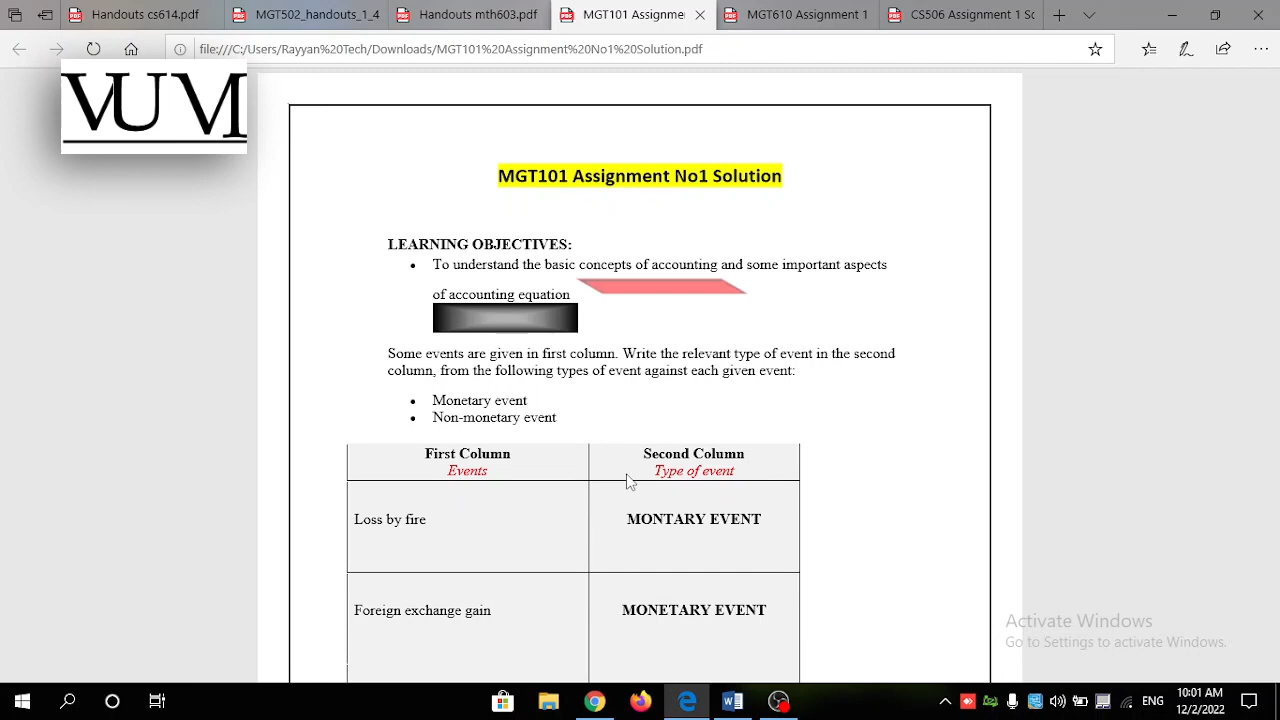 Handouts cs614.pdf
MGT502_Handouts_1_4
Handouts mth603.pdf
MGT101 Assignmen
MGT610 Assignment 1
CS502 Assignment 1 So
file:///C:/Users/Rayyan%20Tech/Downloads/MGT101%20Assignment%20No1%20Solution.pdf
VUM
MGT101 Assignment No1 Solution
LEARNING OBJECTIVES:
• To understand the basic concepts of accounting and some important aspects
of accounting equation
Some events are given in first column. Write the relevant type of event in the second
column, from the following types of event against each given event:
• Monetary event
• Non-monetary event
First Column Second Column
Events Type of event
Loss by fire MONTARY EVENT
Foreign exchange gain MONETARY EVENT
Activate Windows
Go to Settings to activate Windows.
ENG
10:01 AM
12/2/2022